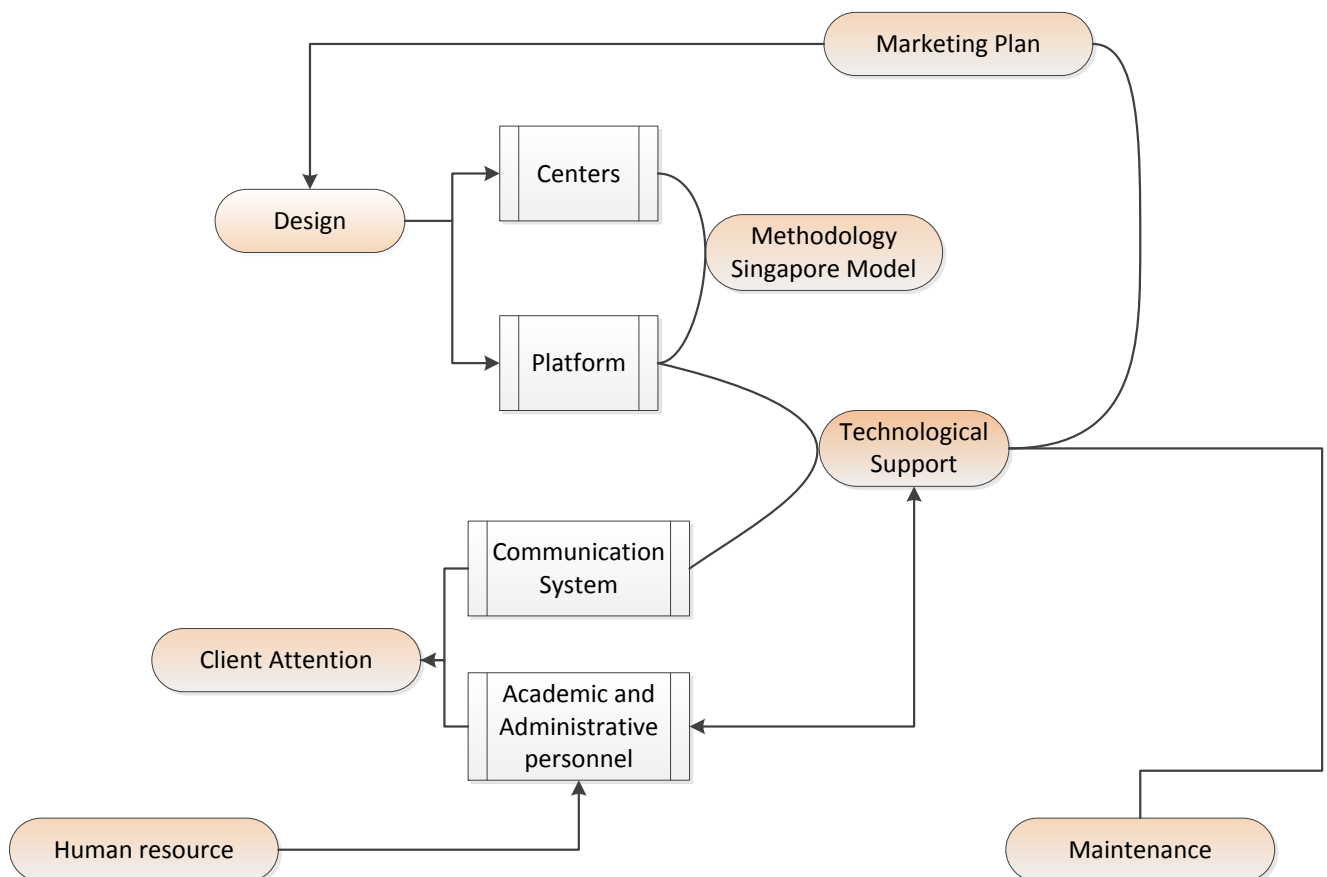 Marketing Plan
Centers
Design
Methodology
Singapore Model
Platform
Technological
Support
Communication
System
Client Attention
Academic and
Administrative
personnel
Human resource
Maintenance